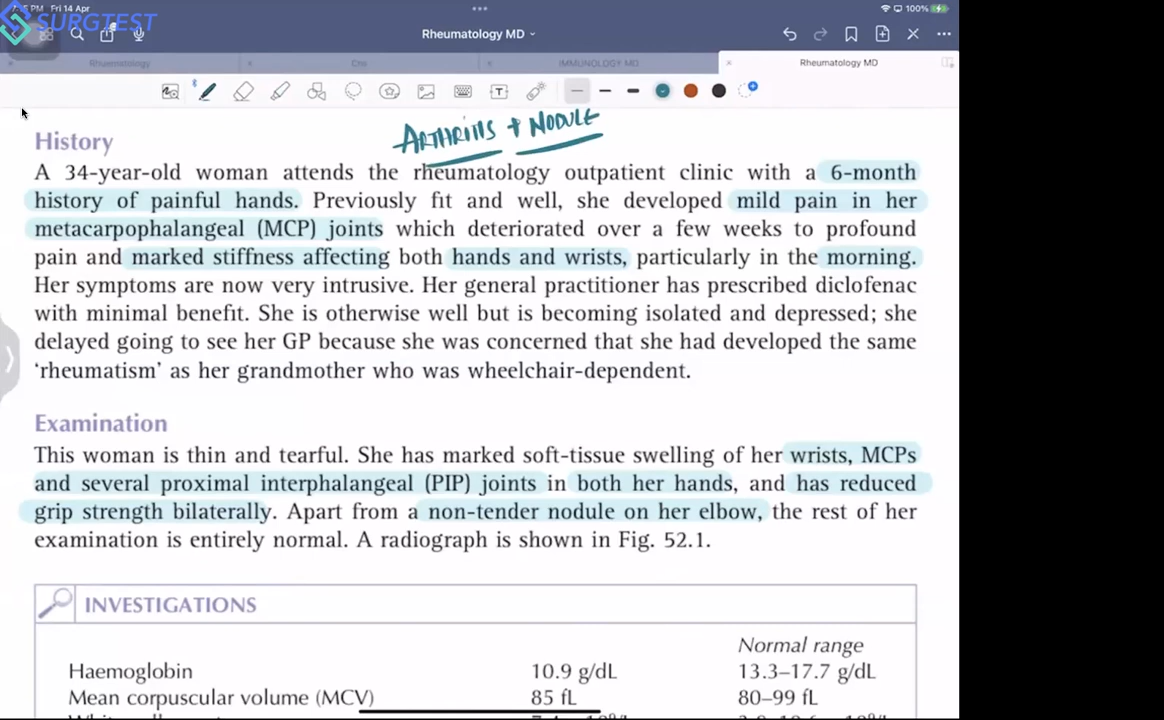 SURGTEST
PM Fri 14 Apr
100%
Rheumatology MD
Rhuematology
Cns
IMMUNOLOGY MD
Rheumatology MD
ARTHRITIS + NODULE
History
A 34-year-old woman attends the rheumatology outpatient clinic with a 6-month
history of painful hands. Previously fit and well, she developed mild pain in her
metacarpophalangeal (MCP) joints which deteriorated over a few weeks to profound
pain and marked stiffness affecting both hands and wrists, particularly in the morning.
Her symptoms are now very intrusive. Her general practitioner has prescribed diclofenac
with minimal benefit. She is otherwise well but is becoming isolated and depressed; she
delayed going to see her GP because she was concerned that she had developed the same
‘rheumatism’ as her grandmother who was wheelchair-dependent.
Examination
This woman is thin and tearful. She has marked soft-tissue swelling of her wrists, MCPs
and several proximal interphalangeal (PIP) joints in both her hands, and has reduced
grip strength bilaterally. Apart from a non-tender nodule on her elbow, the rest of her
examination is entirely normal. A radiograph is shown in Fig. 52.1.
INVESTIGATIONS
Normal range
Haemoglobin 10.9 g/dL 13.3–17.7 g/dL
Mean corpuscular volume (MCV) 85 fL 80–99 fL